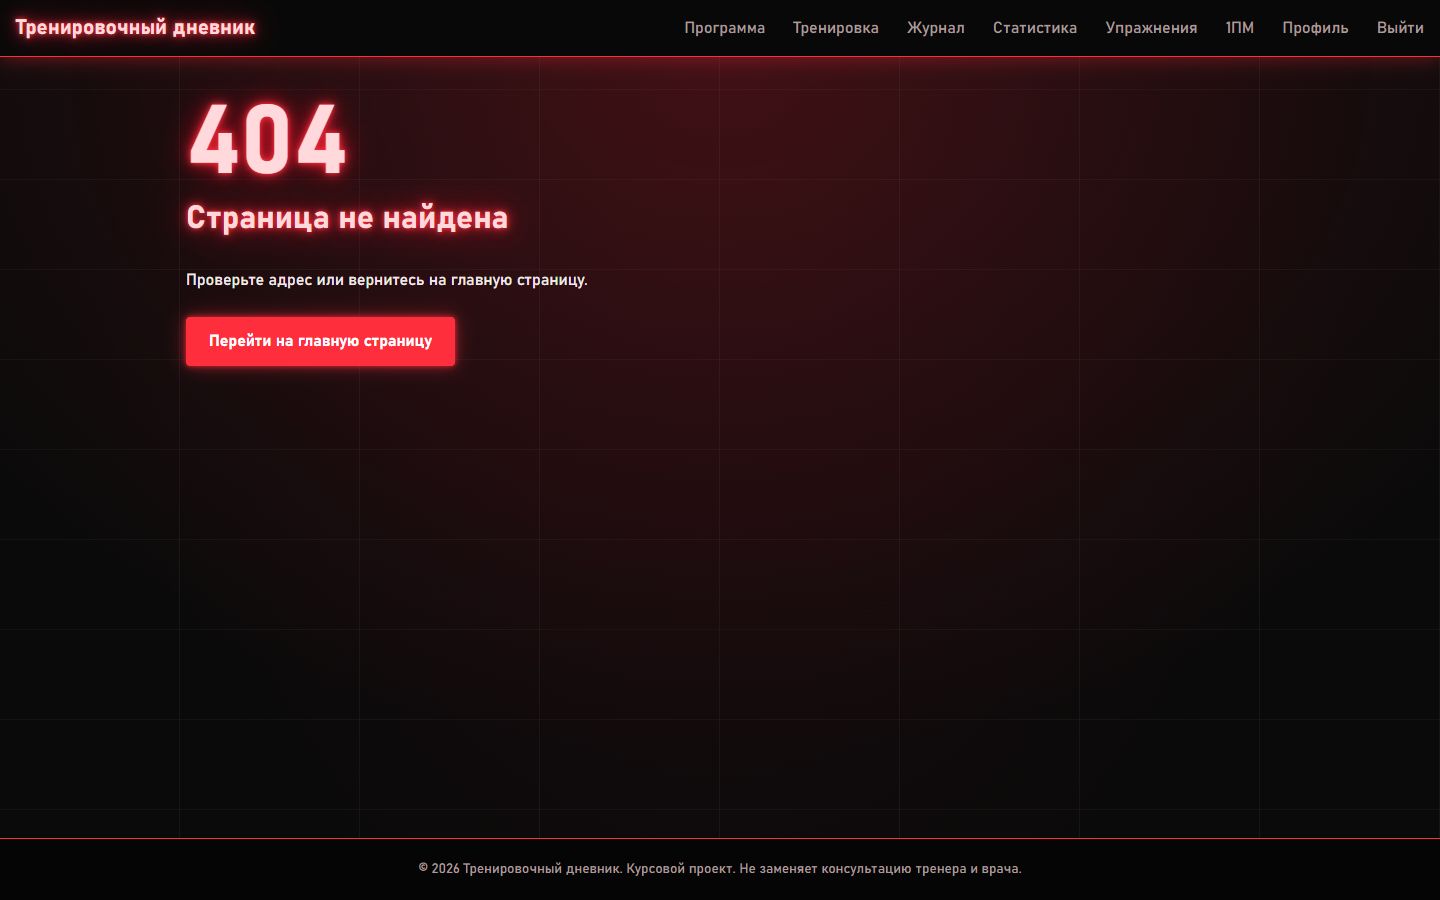 Тренировочный дневник
Программа Тренировка Журнал Статистика Упражнения 1ПМ Профиль Выйти
404
Страница не найдена
Проверьте адрес или вернитесь на главную страницу.
Перейти на главную страницу
© 2026 Тренировочный дневник. Курсовой проект. Не заменяет консультацию тренера и врача.